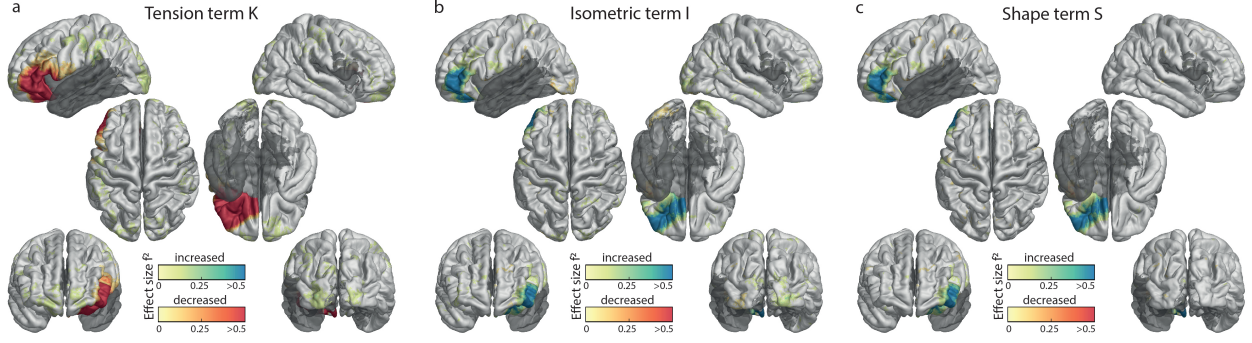 a Tension term K
b Isometric term I
c Shape term S
Effect size f²
increased
0 0.25 >0.5
decreased
0 0.25 >0.5
Effect size f²
increased
0 0.25 >0.5
decreased
0 0.25 >0.5
Effect size f²
increased
0 0.25 >0.5
decreased
0 0.25 >0.5